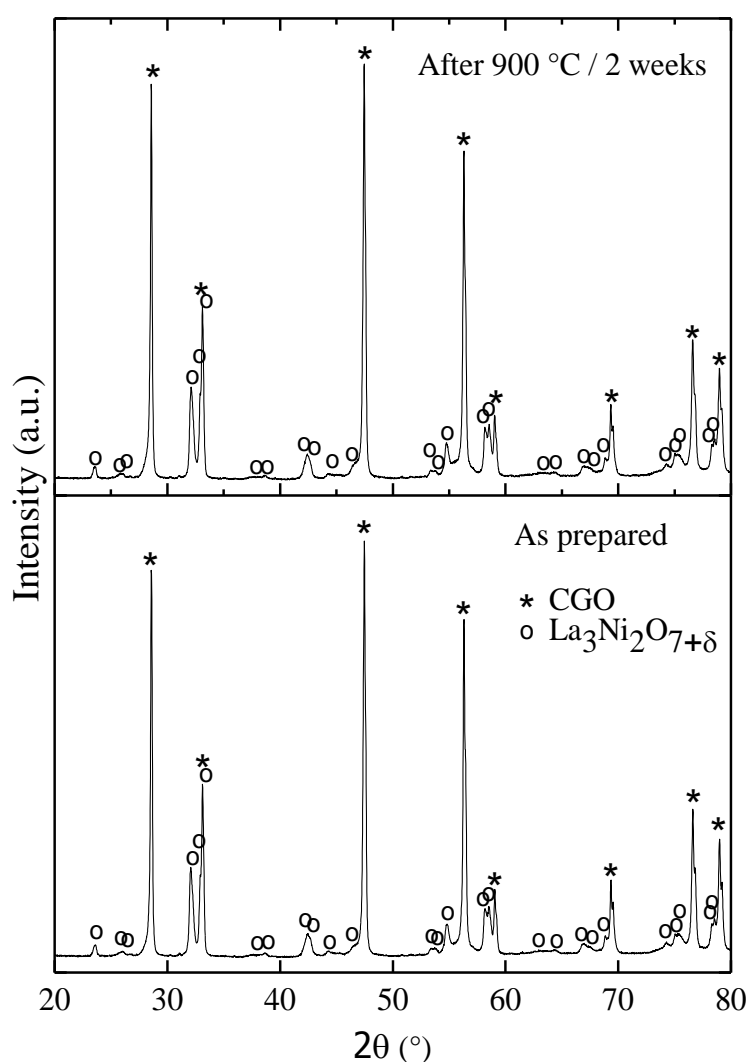 After 900 °C / 2 weeks
Intensity (a.u.)
As prepared
* CGO
o La3Ni2O7+δ
20 30 40 50 60 70 80
2θ (°)